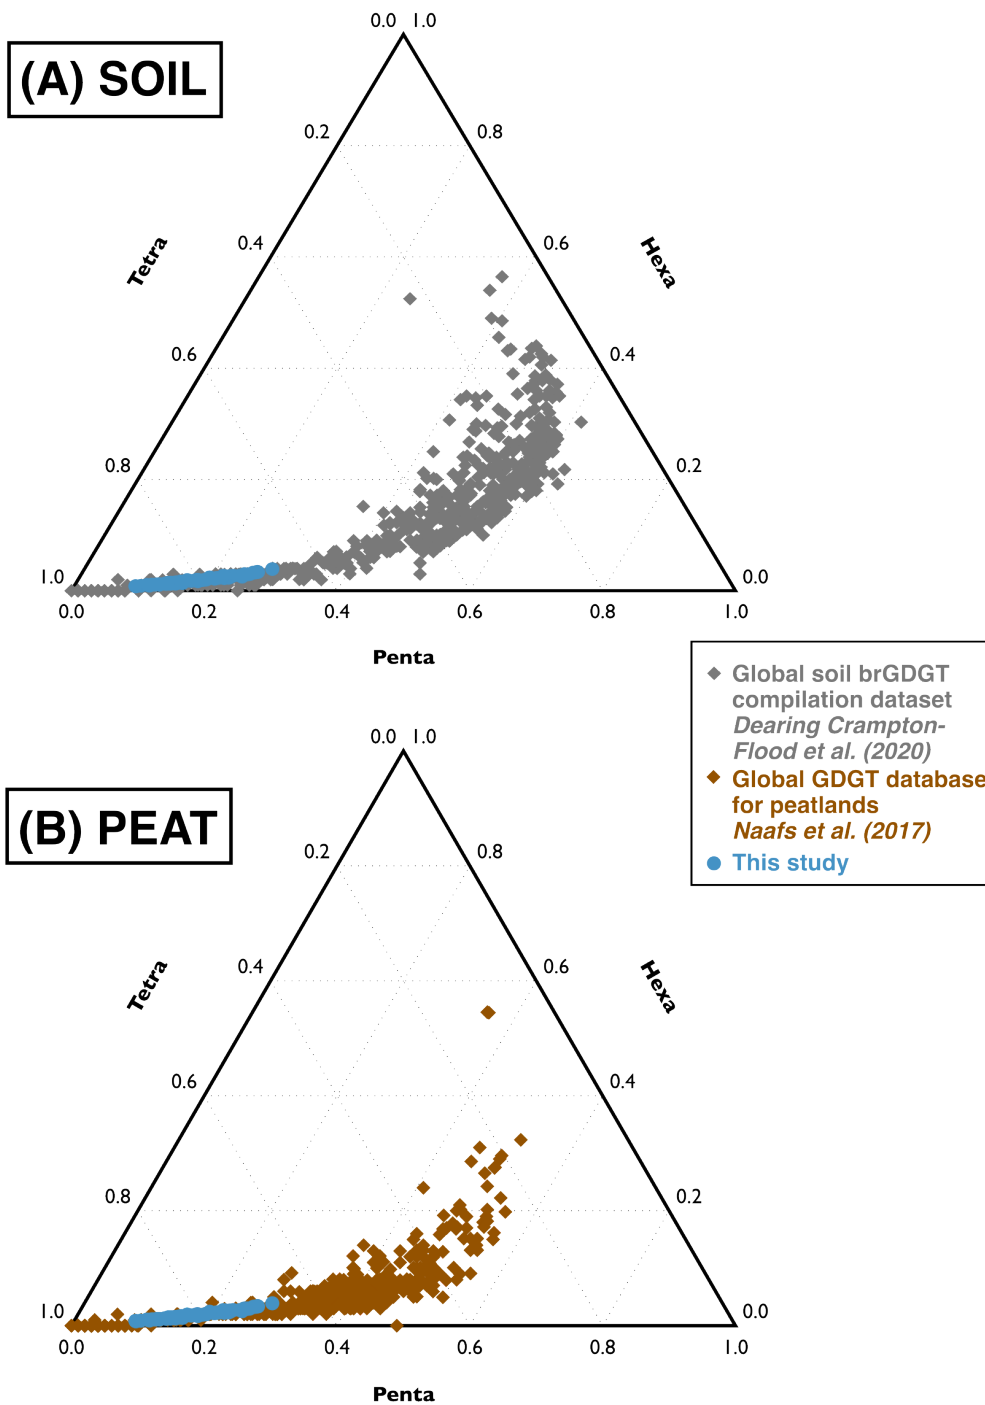 0.0 1.0
(A) SOIL
0.2 0.8
Tetra
0.4 0.6
Hexa
0.6 0.4
0.8 0.2
1.0 0.0
0.0 0.2 0.4 0.6 0.8 1.0
Penta
Global soil brGDGT
compilation dataset
Dearing Crampton-
Flood et al. (2020)
Global GDGT database
for peatlands
Naafs et al. (2017)
This study
0.0 1.0
(B) PEAT
0.2 0.8
Tetra
0.4 0.6
Hexa
0.6 0.4
0.8 0.2
1.0 0.0
0.0 0.2 0.4 0.6 0.8 1.0
Penta